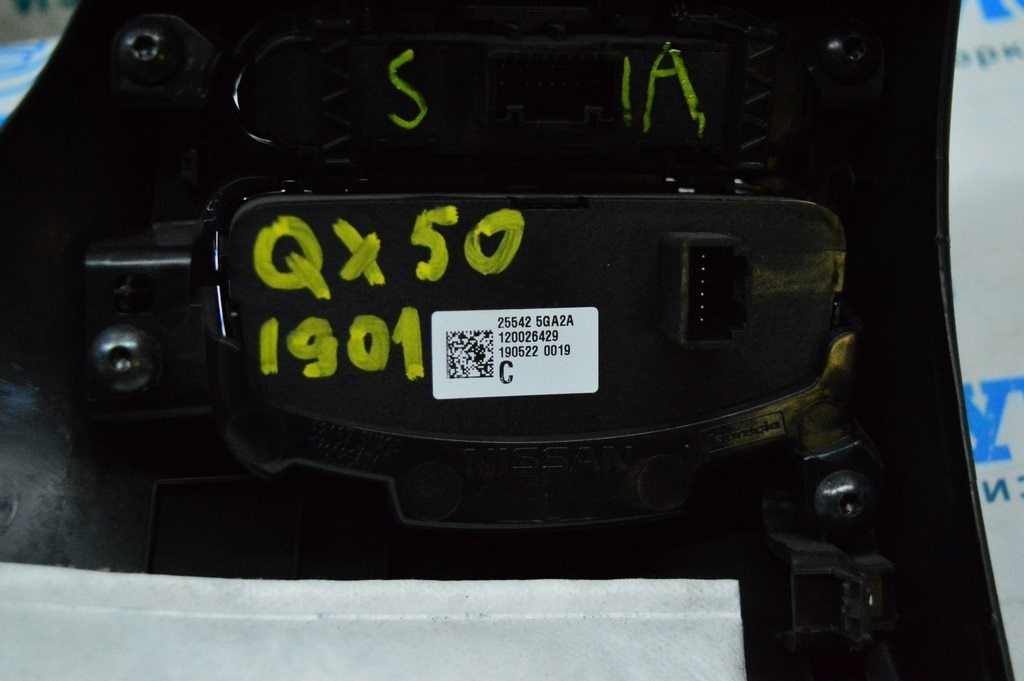 S 1A
QX50
1901
25542 5GA2A
120026429
190522 0019
C
NISSAN